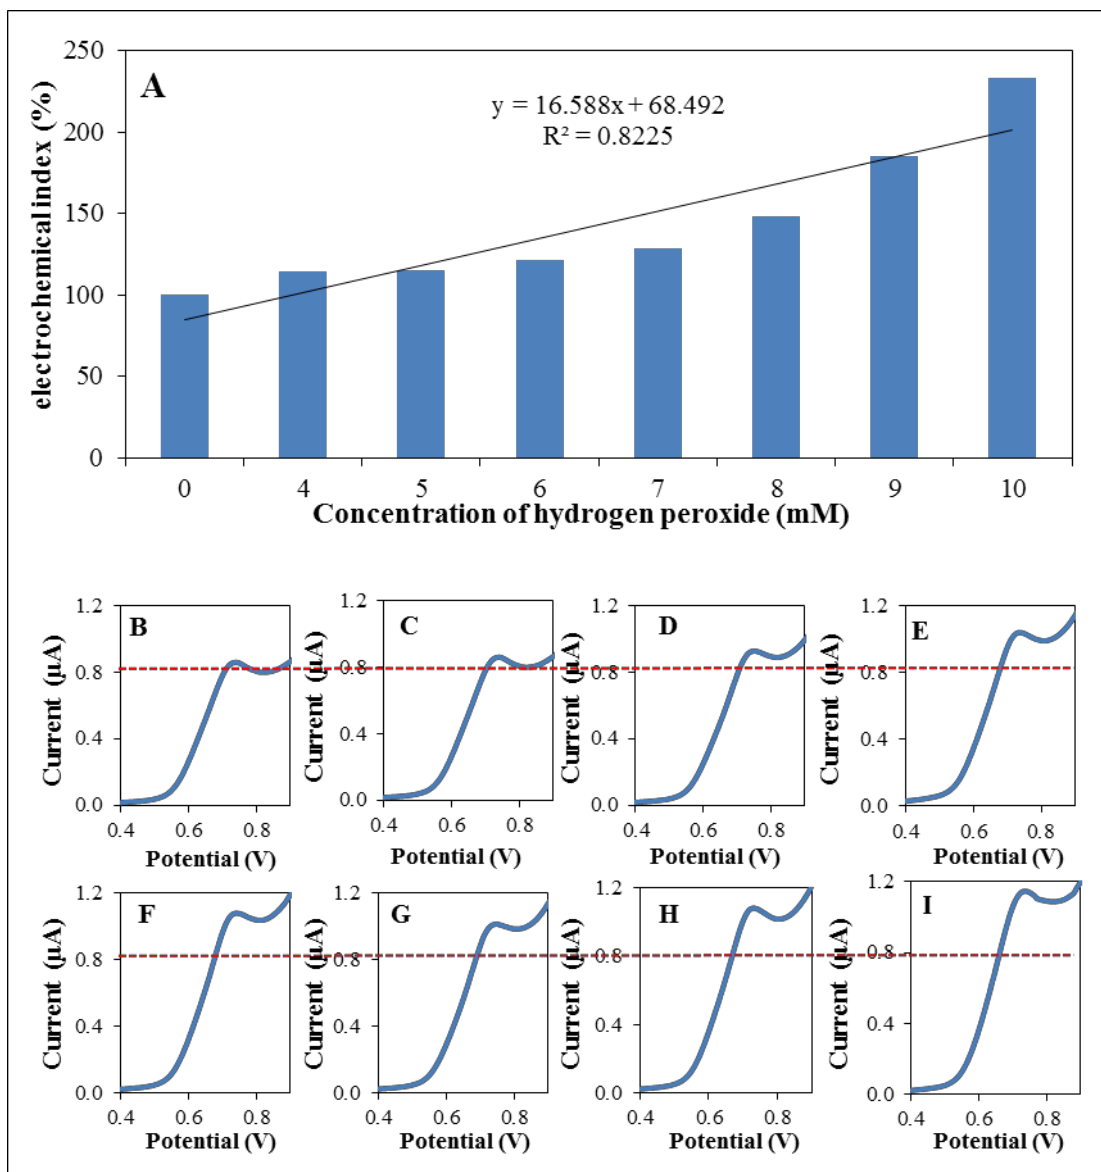 A
y = 16.588x + 68.492
R² = 0.8225
electrochemical index (%)
250
200
150
100
50
0
0 4 5 6 7 8 9 10
Concentration of hydrogen peroxide (mM)
B
Current (µA)
1.2
0.8
0.4
0.0
0.4 0.6 0.8
Potential (V)
C
Current (µA)
1.2
0.8
0.4
0.0
0.4 0.6 0.8
Potential (V)
D
Current (µA)
1.2
0.8
0.4
0.0
0.4 0.6 0.8
Potential (V)
E
Current (µA)
1.2
0.8
0.4
0.0
0.4 0.6 0.8
Potential (V)
F
Current (µA)
1.2
0.8
0.4
0.0
0.4 0.6 0.8
Potential (V)
G
Current (µA)
1.2
0.8
0.4
0.0
0.4 0.6 0.8
Potential (V)
H
Current (µA)
1.2
0.8
0.4
0.0
0.4 0.6 0.8
Potential (V)
I
Current (µA)
1.2
0.8
0.4
0.0
0.4 0.6 0.8
Potential (V)